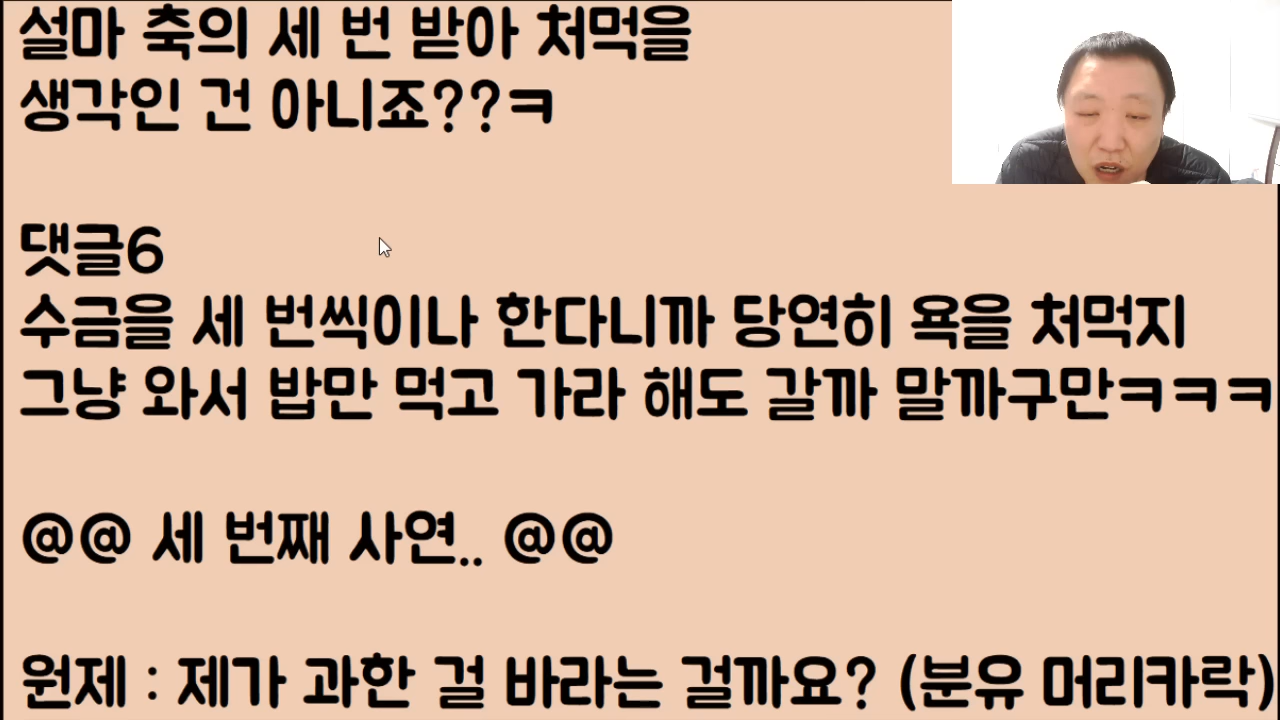 설마 축의 세 번 받아 처먹을
생각인 건 아니죠??ㅋ
댓글6
수금을 세 번씩이나 한다니까 당연히 욕을 처먹지
그냥 와서 밥만 먹고 가라 해도 갈까 말까구만ㅋㅋㅋ
@@ 세 번째 사연.. @@
원제 : 제가 과한 걸 바라는 걸까요? (분유 머리카락)